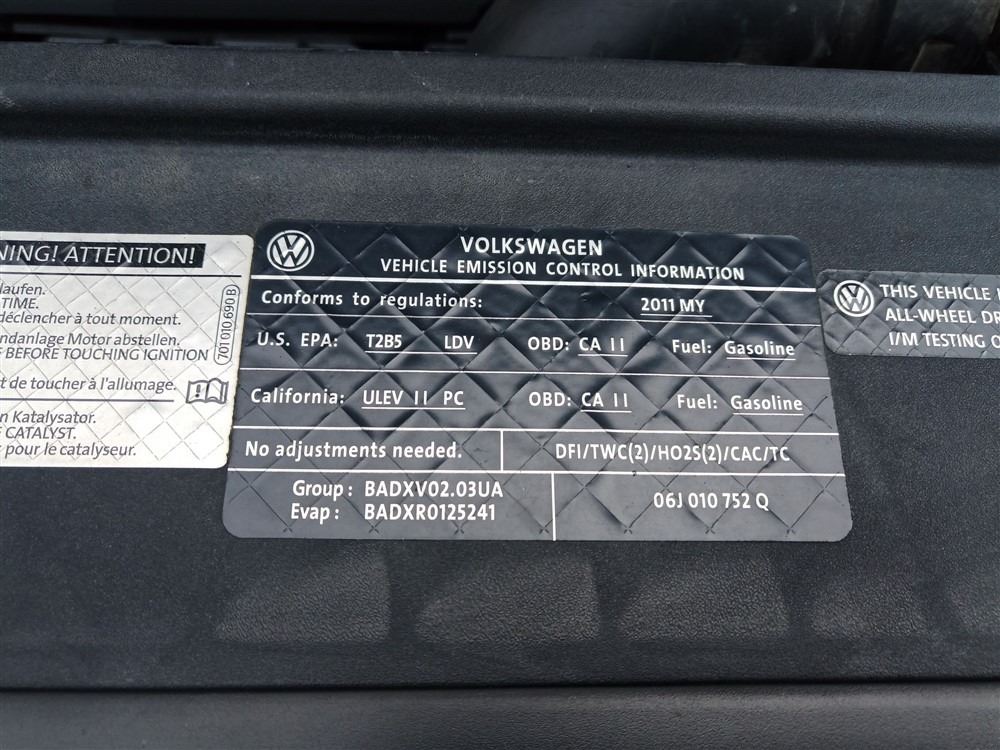 NING! ATTENTION!
laufen.
TIME.
déclencher à tout moment.
ndanlage Motor abstellen.
BEFORE TOUCHING IGNITION
t de toucher à l'allumage.
n Katalysator.
CATALYST.
pour le catalyseur.
701 010 690 B
VOLKSWAGEN
VEHICLE EMISSION CONTROL INFORMATION
Conforms to regulations: 2011 MY
U.S. EPA: T2B5 LDV OBD: CA II Fuel: Gasoline
California: ULEV II PC OBD: CA II Fuel: Gasoline
No adjustments needed. DFI/TWC(2)/HO2S(2)/CAC/TC
Group: BADXV02.03UA
Evap: BADXR0125241
06J 010 752 Q
THIS VEHICLE
ALL-WHEEL DR
I/M TESTING O